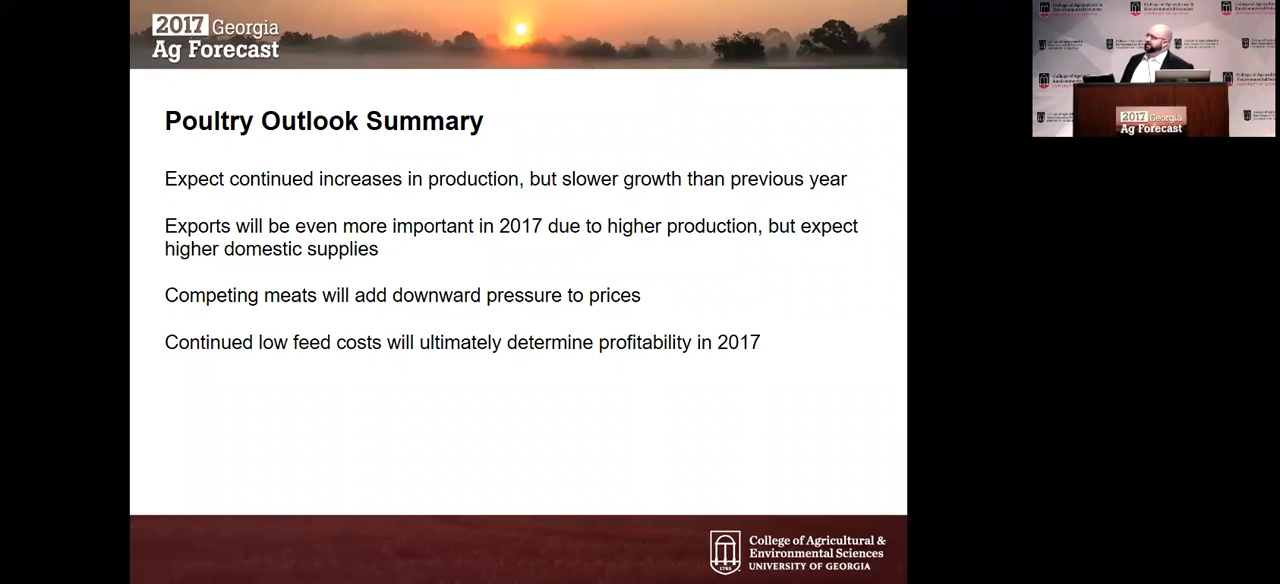 2017 Georgia
Ag Forecast
Poultry Outlook Summary
Expect continued increases in production, but slower growth than previous year
Exports will be even more important in 2017 due to higher production, but expect
higher domestic supplies
Competing meats will add downward pressure to prices
Continued low feed costs will ultimately determine profitability in 2017
College of Agricultural &
Environmental Sciences
UNIVERSITY OF GEORGIA
2017 Georgia
Ag Forecast